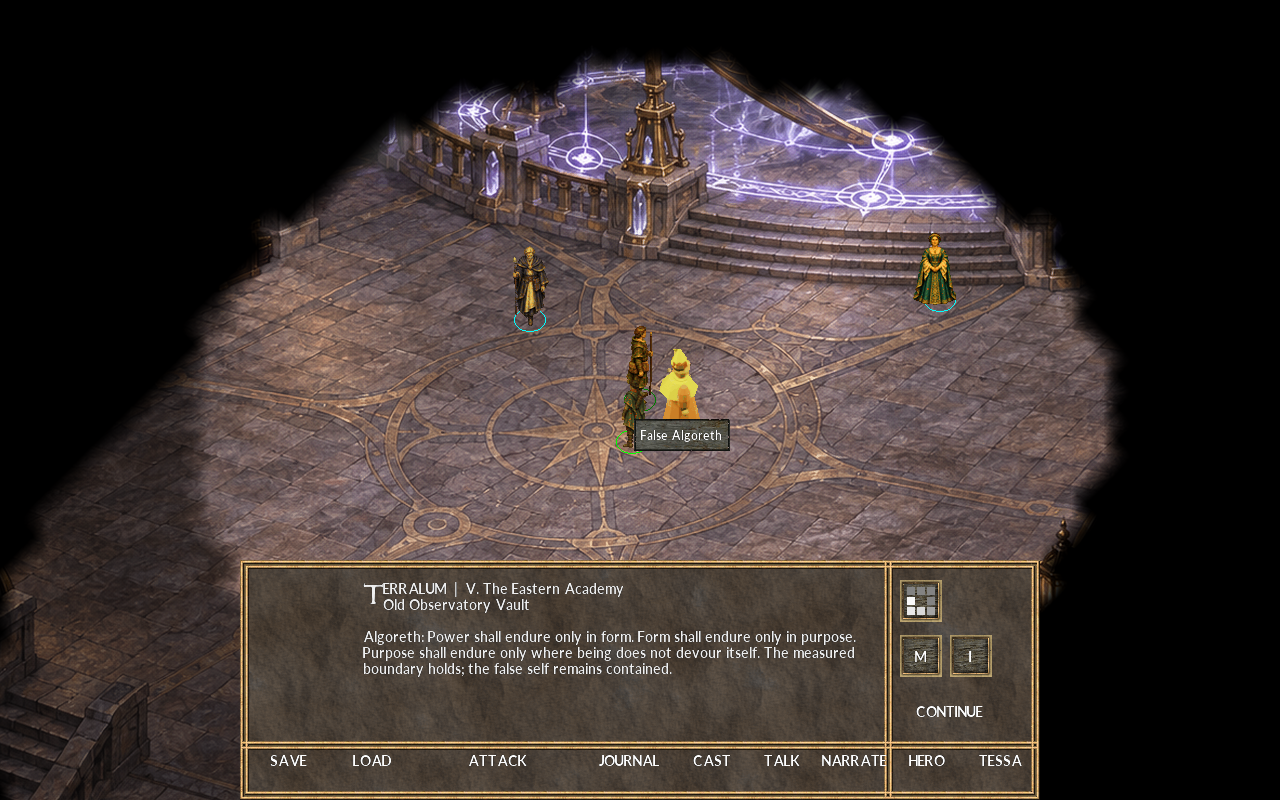 False Algoreth
TERRALUM | V. The Eastern Academy
Old Observatory Vault
Algoreth: Power shall endure only in form. Form shall endure only in purpose.
Purpose shall endure only where being does not devour itself. The measured
boundary holds; the false self remains contained.
M I
CONTINUE
SAVE LOAD ATTACK JOURNAL CAST TALK NARRATE HERO TESSA